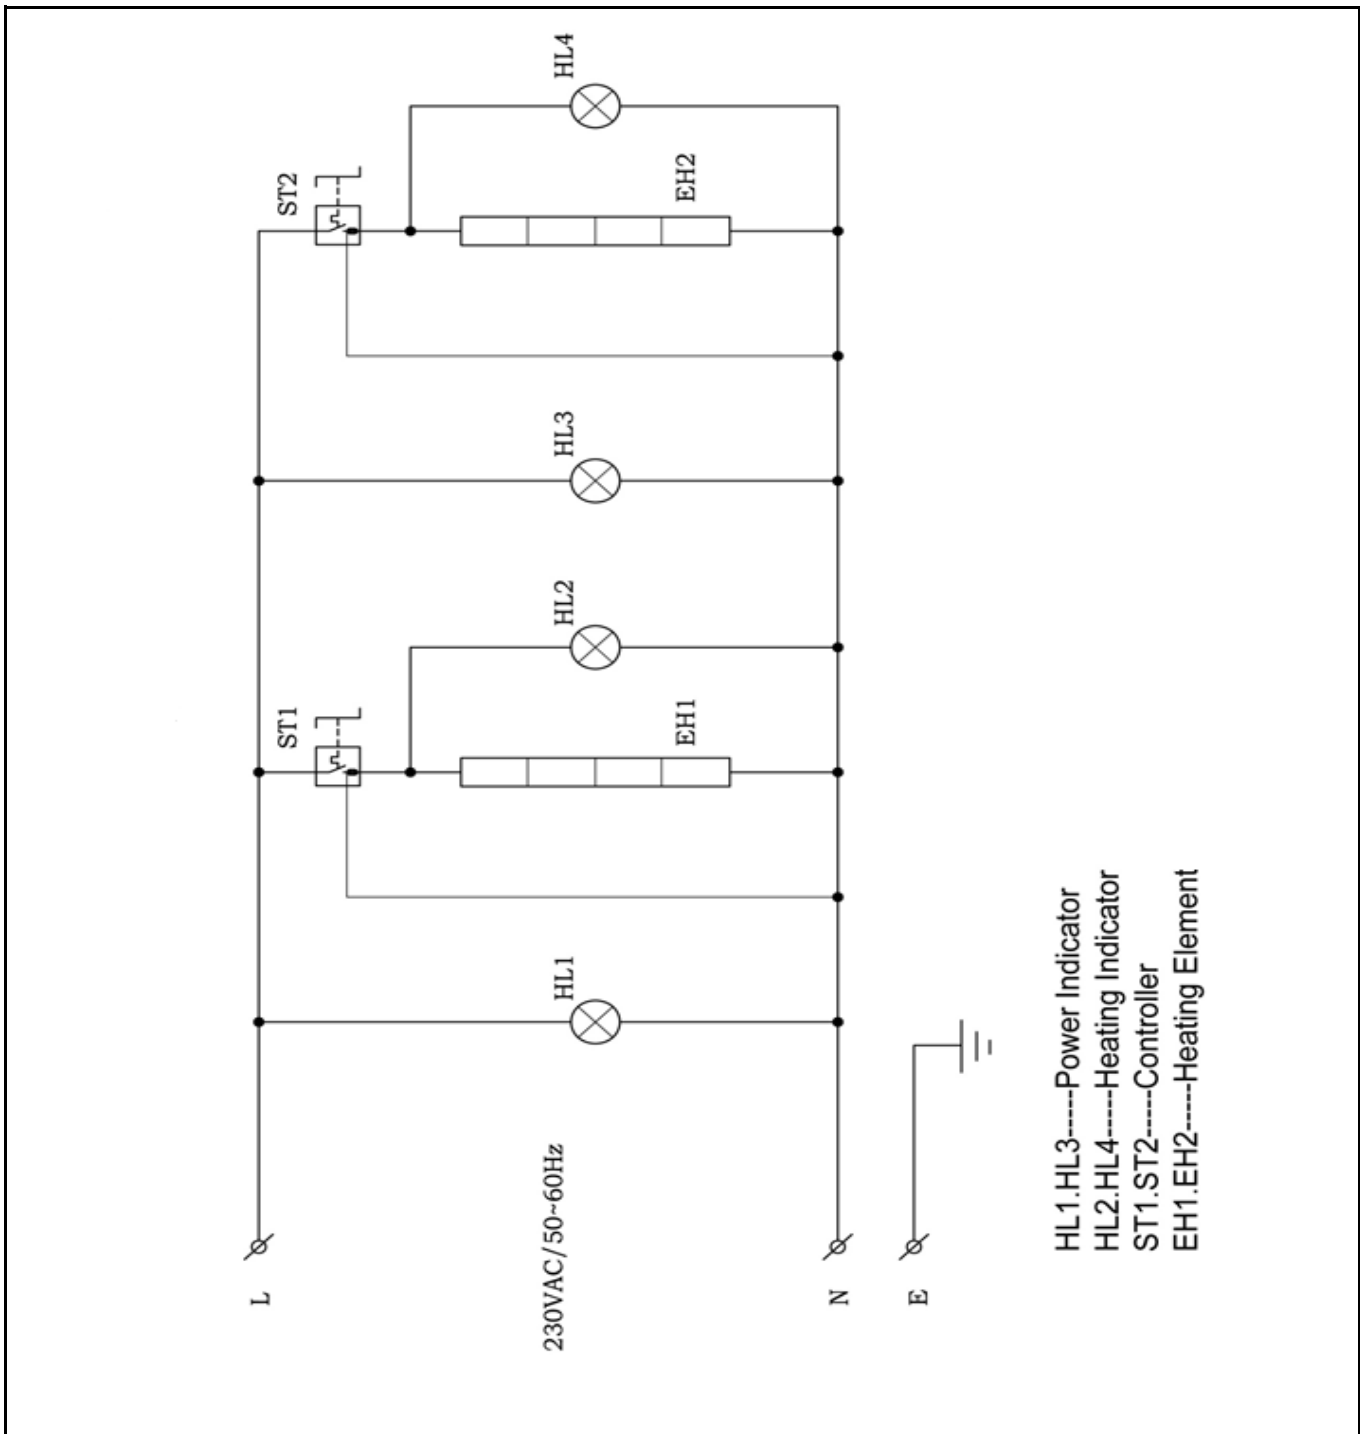 L
N
E
230VAC/50~60Hz
HL1
ST1
EH1
HL2
HL3
ST2
EH2
HL4
HL1.HL3-----Power Indicator
HL2.HL4-----Heating Indicator
ST1.ST2-----Controller
EH1.EH2-----Heating Element